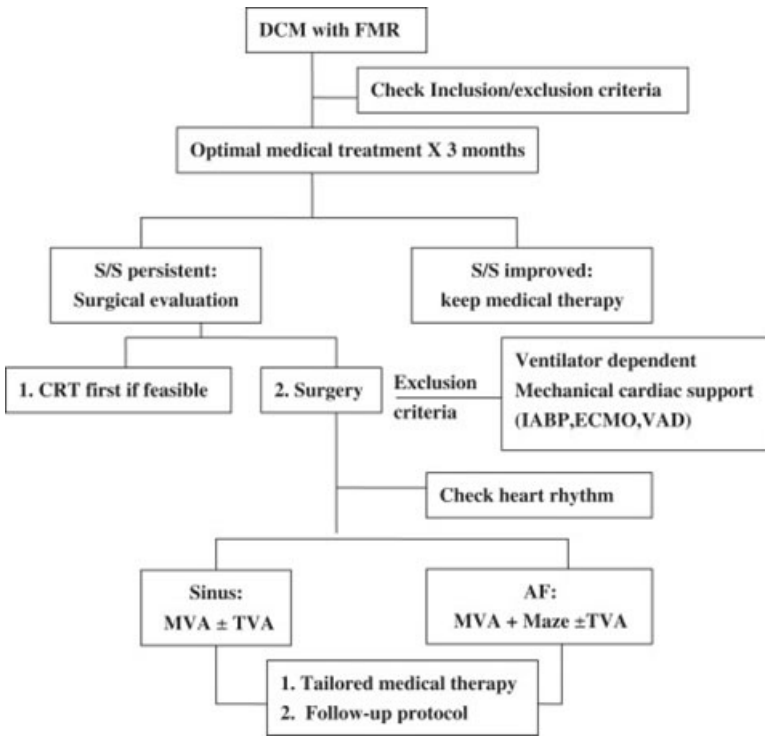 DCM with FMR
Check Inclusion/exclusion criteria
Optimal medical treatment X 3 months
S/S persistent:
Surgical evaluation
S/S improved:
keep medical therapy
1. CRT first if feasible
2. Surgery
Exclusion
criteria
Ventilator dependent
Mechanical cardiac support
(IABP,ECMO,VAD)
Check heart rhythm
Sinus:
MVA ± TVA
AF:
MVA + Maze ±TVA
1. Tailored medical therapy
2. Follow-up protocol